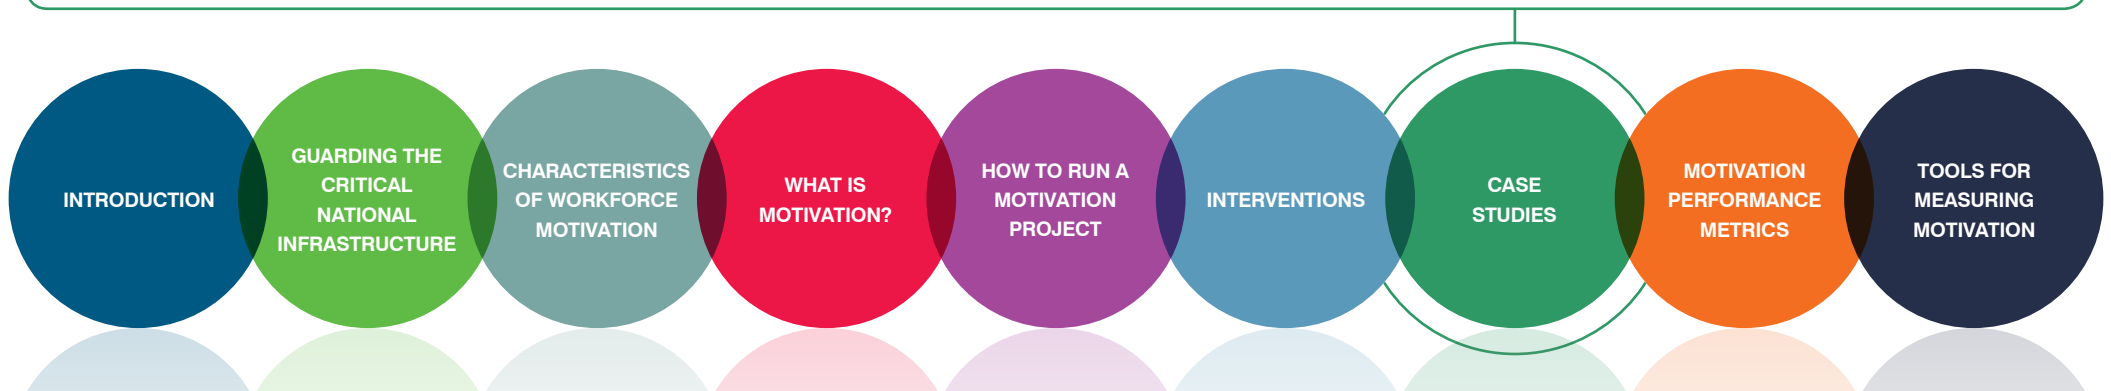 INTRODUCTION
GUARDING THE
CRITICAL
NATIONAL
INFRASTRUCTURE
CHARACTERISTICS
OF WORKFORCE
MOTIVATION
WHAT IS
MOTIVATION?
HOW TO RUN A
MOTIVATION
PROJECT
INTERVENTIONS
CASE
STUDIES
MOTIVATION
PERFORMANCE
METRICS
TOOLS FOR
MEASURING
MOTIVATION